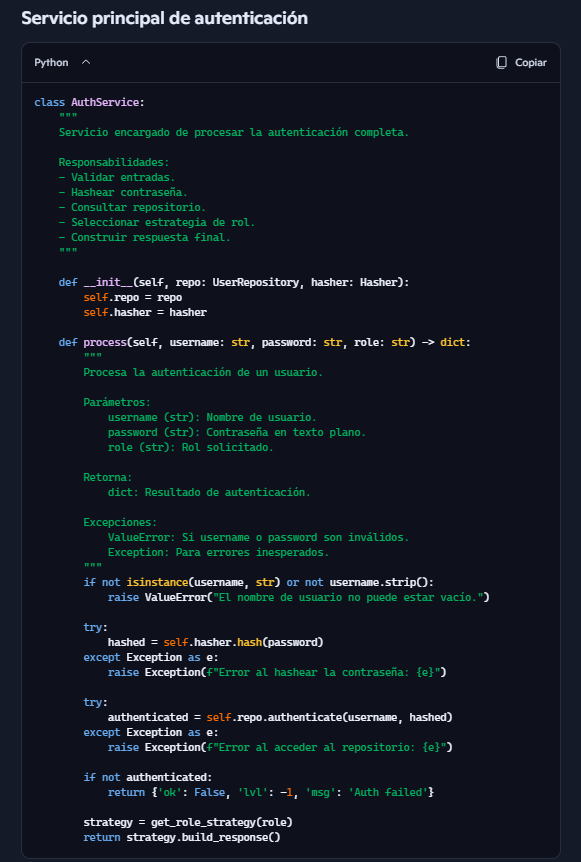 Servicio principal de autenticación
Python
Copiar
class AuthService:
    """
    Servicio encargado de procesar la autenticación completa.

    Responsabilidades:
    - Validar entradas.
    - Hashear contraseña.
    - Consultar repositorio.
    - Seleccionar estrategia de rol.
    - Construir respuesta final.
    """

    def __init__(self, repo: UserRepository, hasher: Hasher):
        self.repo = repo
        self.hasher = hasher

    def process(self, username: str, password: str, role: str) -> dict:
        """
        Procesa la autenticación de un usuario.

        Parámetros:
            username (str): Nombre de usuario.
            password (str): Contraseña en texto plano.
            role (str): Rol solicitado.

        Retorna:
            dict: Resultado de autenticación.

        Excepciones:
            ValueError: Si username o password son inválidos.
            Exception: Para errores inesperados.
        """
        if not isinstance(username, str) or not username.strip():
            raise ValueError("El nombre de usuario no puede estar vacío.")

        try:
            hashed = self.hasher.hash(password)
        except Exception as e:
            raise Exception(f"Error al hashear la contraseña: {e}")

        try:
            authenticated = self.repo.authenticate(username, hashed)
        except Exception as e:
            raise Exception(f"Error al acceder al repositorio: {e}")

        if not authenticated:
            return {'ok': False, 'lvl': -1, 'msg': 'Auth failed'}

        strategy = get_role_strategy(role)
        return strategy.build_response()